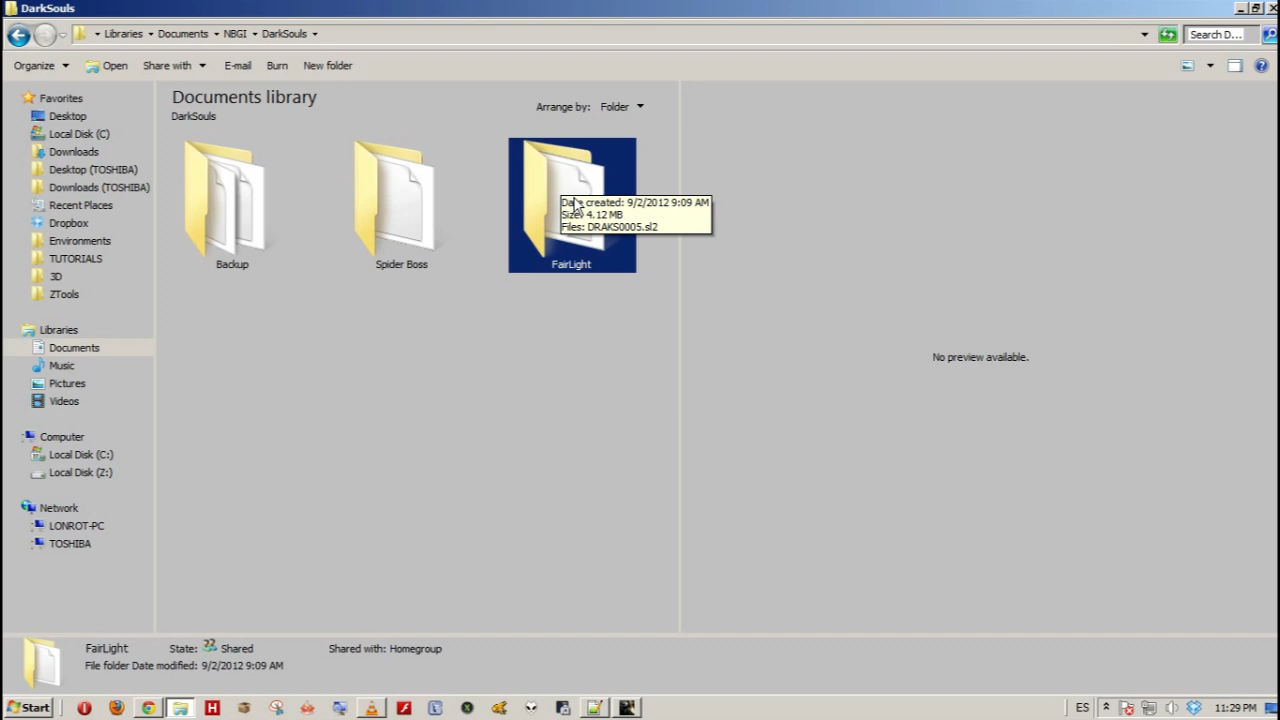 DarkSouls
Libraries Documents NBGI DarkSouls
Search D...
Organize Open Share with E-mail Burn New folder
Favorites
Desktop
Local Disk (C)
Downloads
Desktop (TOSHIBA)
Downloads (TOSHIBA)
Recent Places
Dropbox
Environments
TUTORIALS
3D
ZTools
Libraries
Documents
Music
Pictures
Videos
Computer
Local Disk (C:)
Local Disk (Z:)
Network
LONROT-PC
TOSHIBA
Documents library
DarkSouls
Arrange by: Folder
Backup
Spider Boss
FairLight
Date created: 9/2/2012 9:09 AM
Size: 4.12 MB
Files: DRAKS0005.sl2
No preview available.
FairLight State: Shared Shared with: Homegroup
File folder Date modified: 9/2/2012 9:09 AM
Start ES 11:29 PM